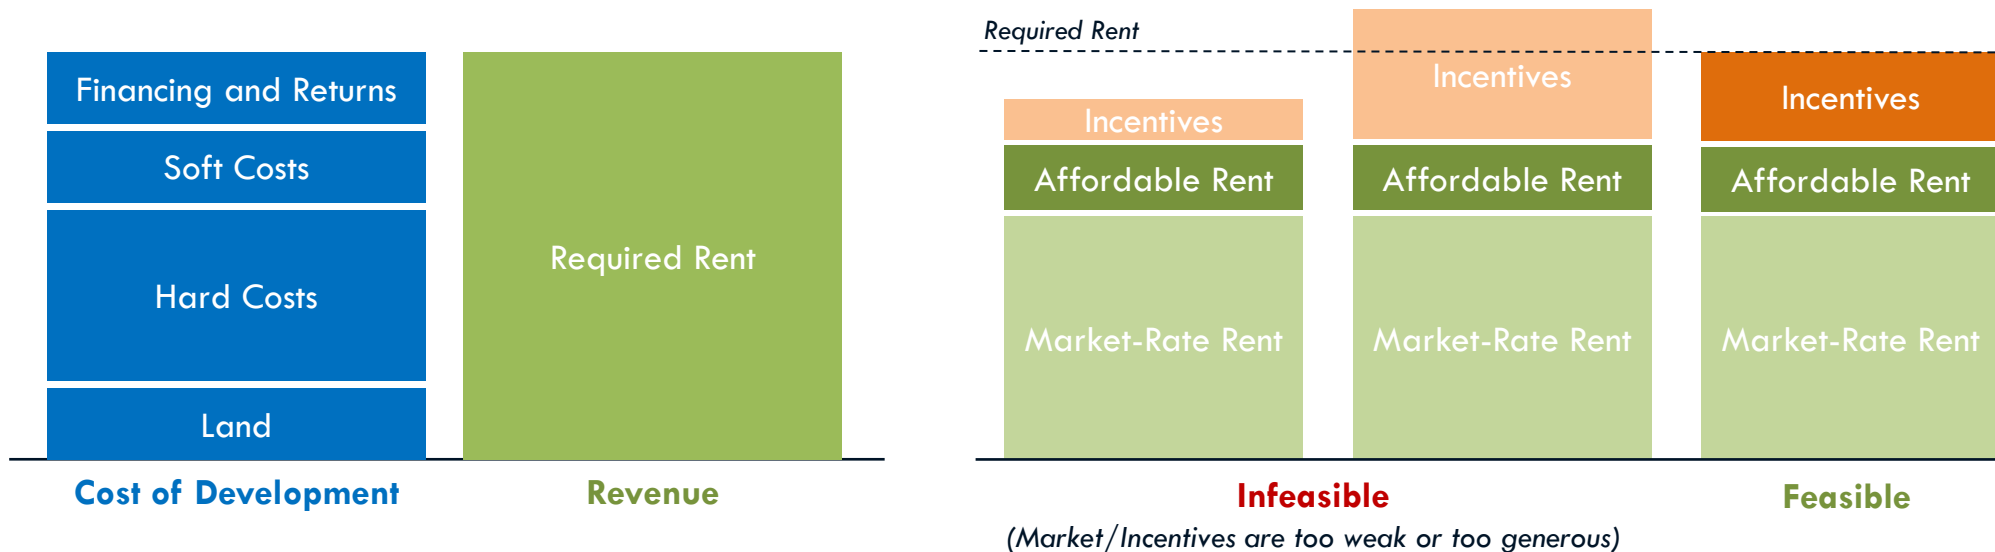 Financing and Returns
Soft Costs
Hard Costs
Land
Required Rent
Cost of Development
Revenue
Required Rent
Incentives
Affordable Rent
Market-Rate Rent
Incentives
Affordable Rent
Market-Rate Rent
Incentives
Affordable Rent
Market-Rate Rent
Infeasible
(Market/Incentives are too weak or too generous)
Feasible